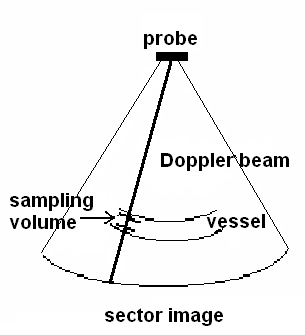 probe
Doppler beam
sampling
volume
vessel
sector image